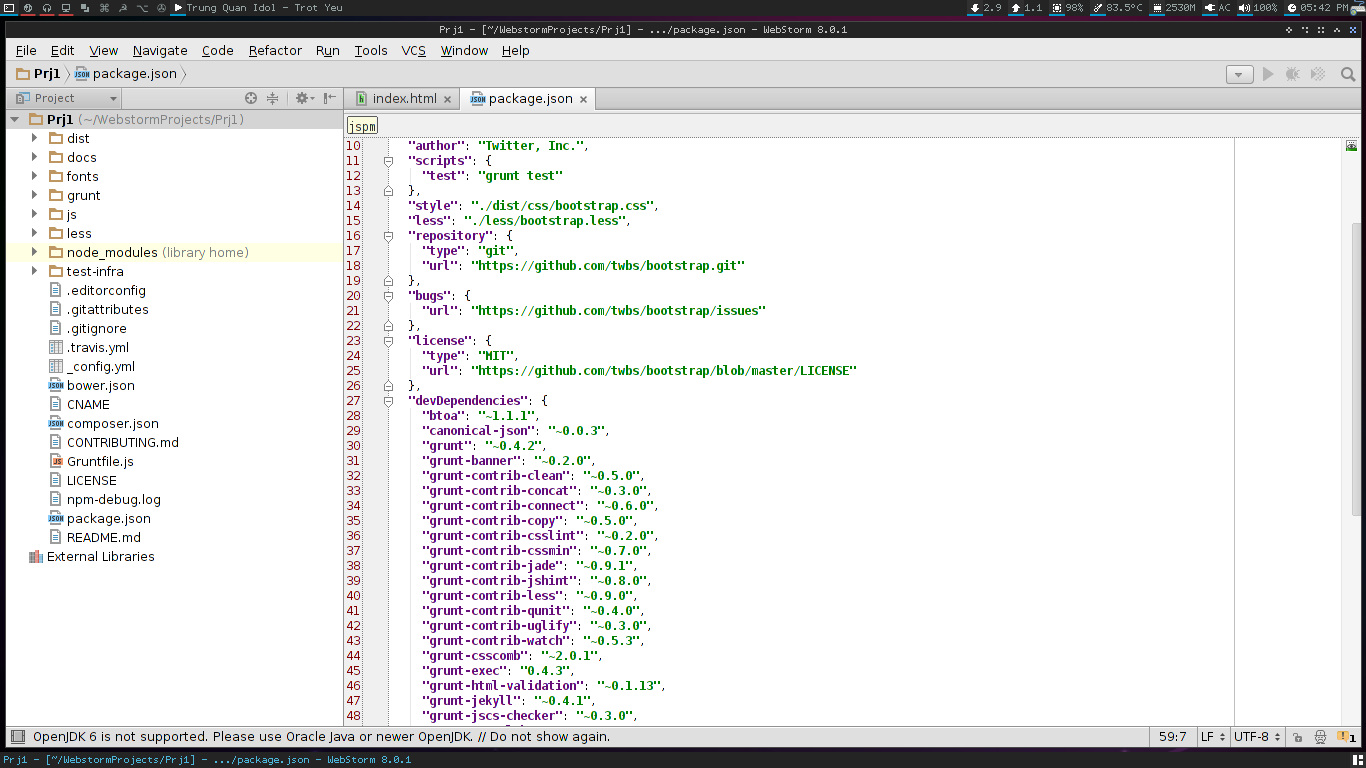 Trung Quan Idol - Trot Yeu
2.9 1.1 98% 83.5°C 2530M AC 100% 05:42 PM
Prj1 - [~/WebstormProjects/Prj1] - .../package.json - WebStorm 8.0.1
File Edit View Navigate Code Refactor Run Tools VCS Window Help
Prj1 package.json
Project
index.html package.json
jspm
Prj1 (~/WebstormProjects/Prj1)
dist
docs
fonts
grunt
js
less
node_modules (library home)
test-infra
.editorconfig
.gitattributes
.gitignore
.travis.yml
_config.yml
bower.json
CNAME
composer.json
CONTRIBUTING.md
Gruntfile.js
LICENSE
npm-debug.log
package.json
README.md
External Libraries
10 "author": "Twitter, Inc.",
11 "scripts": {
12 "test": "grunt test"
13 },
14 "style": "./dist/css/bootstrap.css",
15 "less": "./less/bootstrap.less",
16 "repository": {
17 "type": "git",
18 "url": "https://github.com/twbs/bootstrap.git"
19 },
20 "bugs": {
21 "url": "https://github.com/twbs/bootstrap/issues"
22 },
23 "license": {
24 "type": "MIT",
25 "url": "https://github.com/twbs/bootstrap/blob/master/LICENSE"
26 },
27 "devDependencies": {
28 "btoa": "~1.1.1",
29 "canonical-json": "~0.0.3",
30 "grunt": "~0.4.2",
31 "grunt-banner": "~0.2.0",
32 "grunt-contrib-clean": "~0.5.0",
33 "grunt-contrib-concat": "~0.3.0",
34 "grunt-contrib-connect": "~0.6.0",
35 "grunt-contrib-copy": "~0.5.0",
36 "grunt-contrib-csslint": "~0.2.0",
37 "grunt-contrib-cssmin": "~0.7.0",
38 "grunt-contrib-jade": "~0.9.1",
39 "grunt-contrib-jshint": "~0.8.0",
40 "grunt-contrib-less": "~0.9.0",
41 "grunt-contrib-qunit": "~0.4.0",
42 "grunt-contrib-uglify": "~0.3.0",
43 "grunt-contrib-watch": "~0.5.3",
44 "grunt-csscomb": "~2.0.1",
45 "grunt-exec": "0.4.3",
46 "grunt-html-validation": "~0.1.13",
47 "grunt-jekyll": "~0.4.1",
48 "grunt-jscs-checker": "~0.3.0",
OpenJDK 6 is not supported. Please use Oracle Java or newer OpenJDK. // Do not show again.
59:7 LF UTF-8 1
Prj1 - [~/WebstormProjects/Prj1] - .../package.json - WebStorm 8.0.1